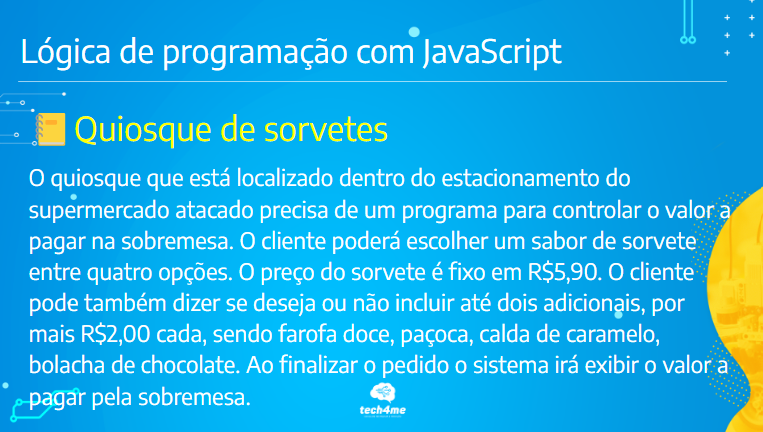 Lógica de programação com JavaScript
Quiosque de sorvetes
O quiosque que está localizado dentro do estacionamento do
supermercado atacado precisa de um programa para controlar o valor a
pagar na sobremesa. O cliente poderá escolher um sabor de sorvete
entre quatro opções. O preço do sorvete é fixo em R$5,90. O cliente
pode também dizer se deseja ou não incluir até dois adicionais, por
mais R$2,00 cada, sendo farofa doce, paçoca, calda de caramelo,
bolacha de chocolate. Ao finalizar o pedido o sistema irá exibir o valor a
pagar pela sobremesa.
tech4me